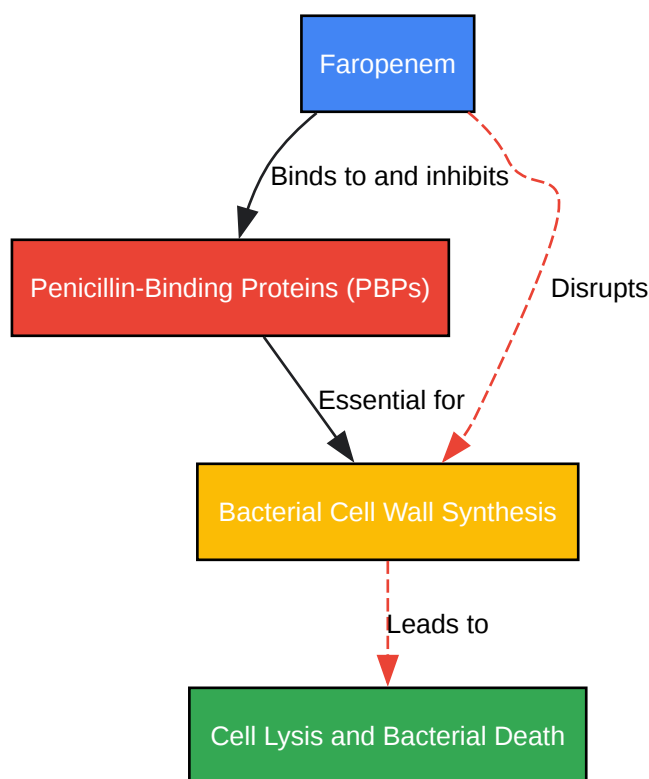 Faropenem
Binds to and inhibits
Penicillin-Binding Proteins (PBPs)
Disrupts
Essential for
Bacterial Cell Wall Synthesis
Leads to
Cell Lysis and Bacterial Death